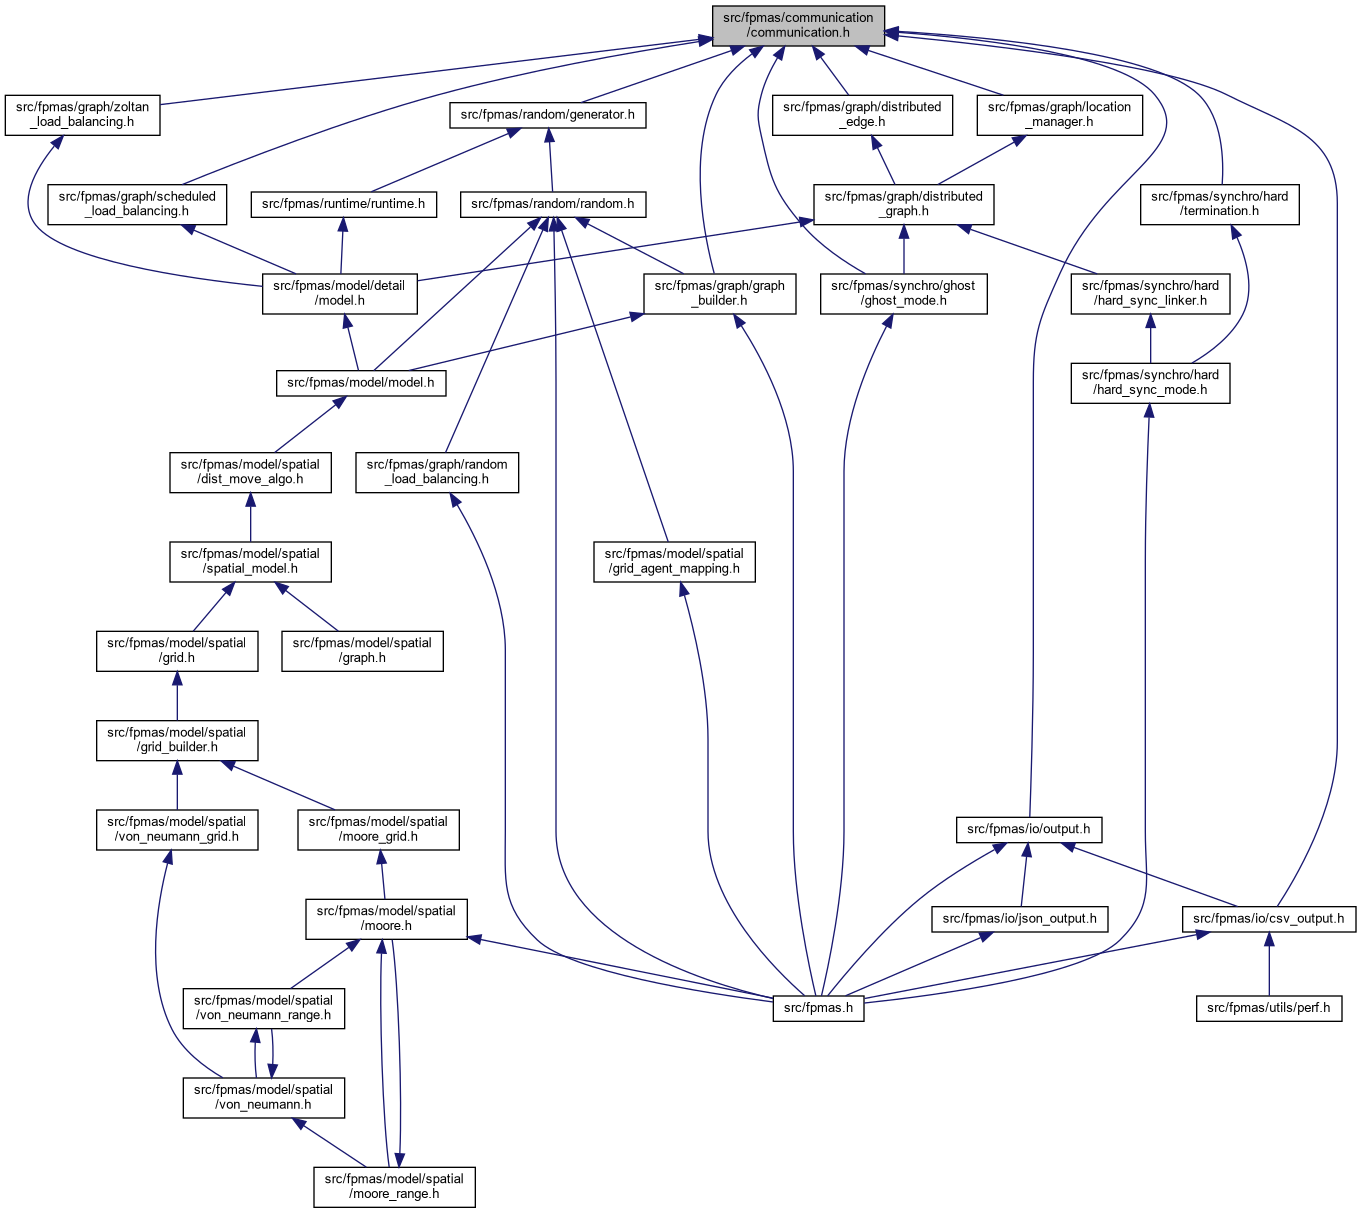 src/fpmas/communication
/communication.h
src/fpmas/graph/zoltan
_load_balancing.h
src/fpmas/random/generator.h
src/fpmas/graph/distributed
_edge.h
src/fpmas/graph/location
_manager.h
src/fpmas/graph/scheduled
_load_balancing.h
src/fpmas/runtime/runtime.h
src/fpmas/random/random.h
src/fpmas/graph/distributed
_graph.h
src/fpmas/synchro/hard
/termination.h
src/fpmas/model/detail
/model.h
src/fpmas/graph/graph
_builder.h
src/fpmas/synchro/ghost
/ghost_mode.h
src/fpmas/synchro/hard
/hard_sync_linker.h
src/fpmas/model/model.h
src/fpmas/synchro/hard
/hard_sync_mode.h
src/fpmas/model/spatial
/dist_move_algo.h
src/fpmas/graph/random
_load_balancing.h
src/fpmas/model/spatial
/spatial_model.h
src/fpmas/model/spatial
/grid_agent_mapping.h
src/fpmas/model/spatial
/grid.h
src/fpmas/model/spatial
/graph.h
src/fpmas/model/spatial
/grid_builder.h
src/fpmas/model/spatial
/von_neumann_grid.h
src/fpmas/model/spatial
/moore_grid.h
src/fpmas/io/output.h
src/fpmas/model/spatial
/moore.h
src/fpmas/io/json_output.h
src/fpmas/io/csv_output.h
src/fpmas/model/spatial
/von_neumann_range.h
src/fpmas.h
src/fpmas/utils/perf.h
src/fpmas/model/spatial
/von_neumann.h
src/fpmas/model/spatial
/moore_range.h